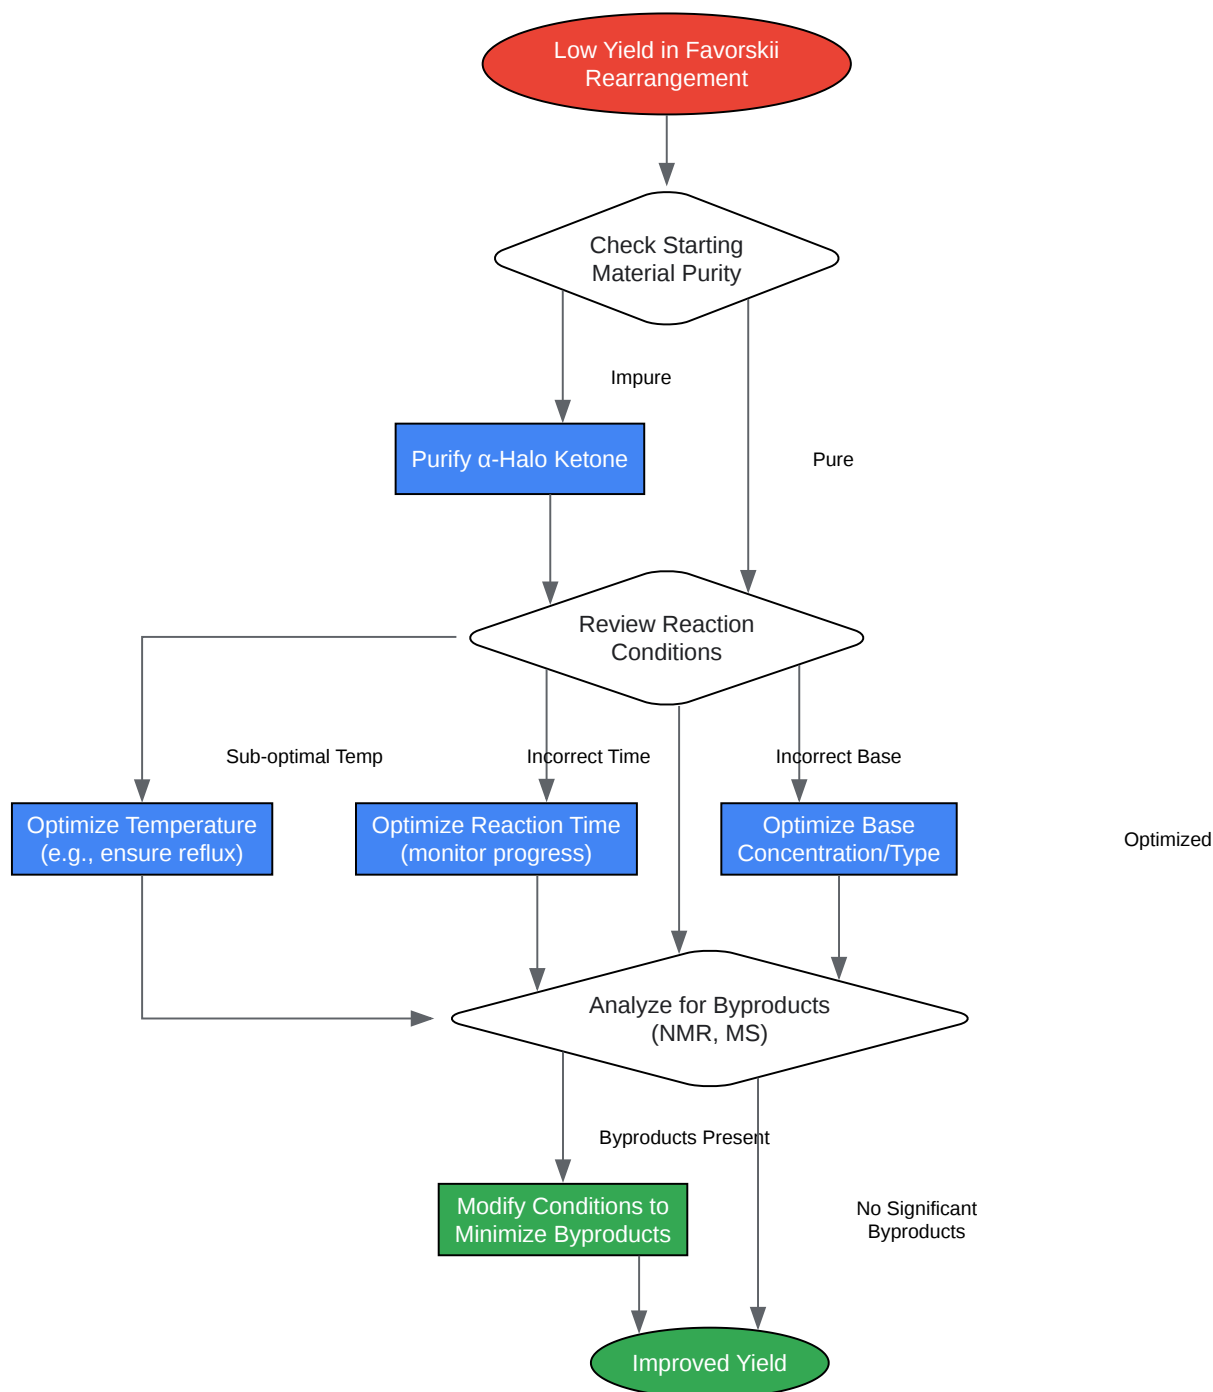 Low Yield in Favorskii
Rearrangement
Check Starting
Material Purity
Impure
Purify α-Halo Ketone
Pure
Review Reaction
Conditions
Sub-optimal Temp
Incorrect Time
Incorrect Base
Optimize Temperature
(e.g., ensure reflux)
Optimize Reaction Time
(monitor progress)
Optimize Base
Concentration/Type
Optimized
Analyze for Byproducts
(NMR, MS)
Byproducts Present
Modify Conditions to
Minimize Byproducts
No Significant
Byproducts
Improved Yield